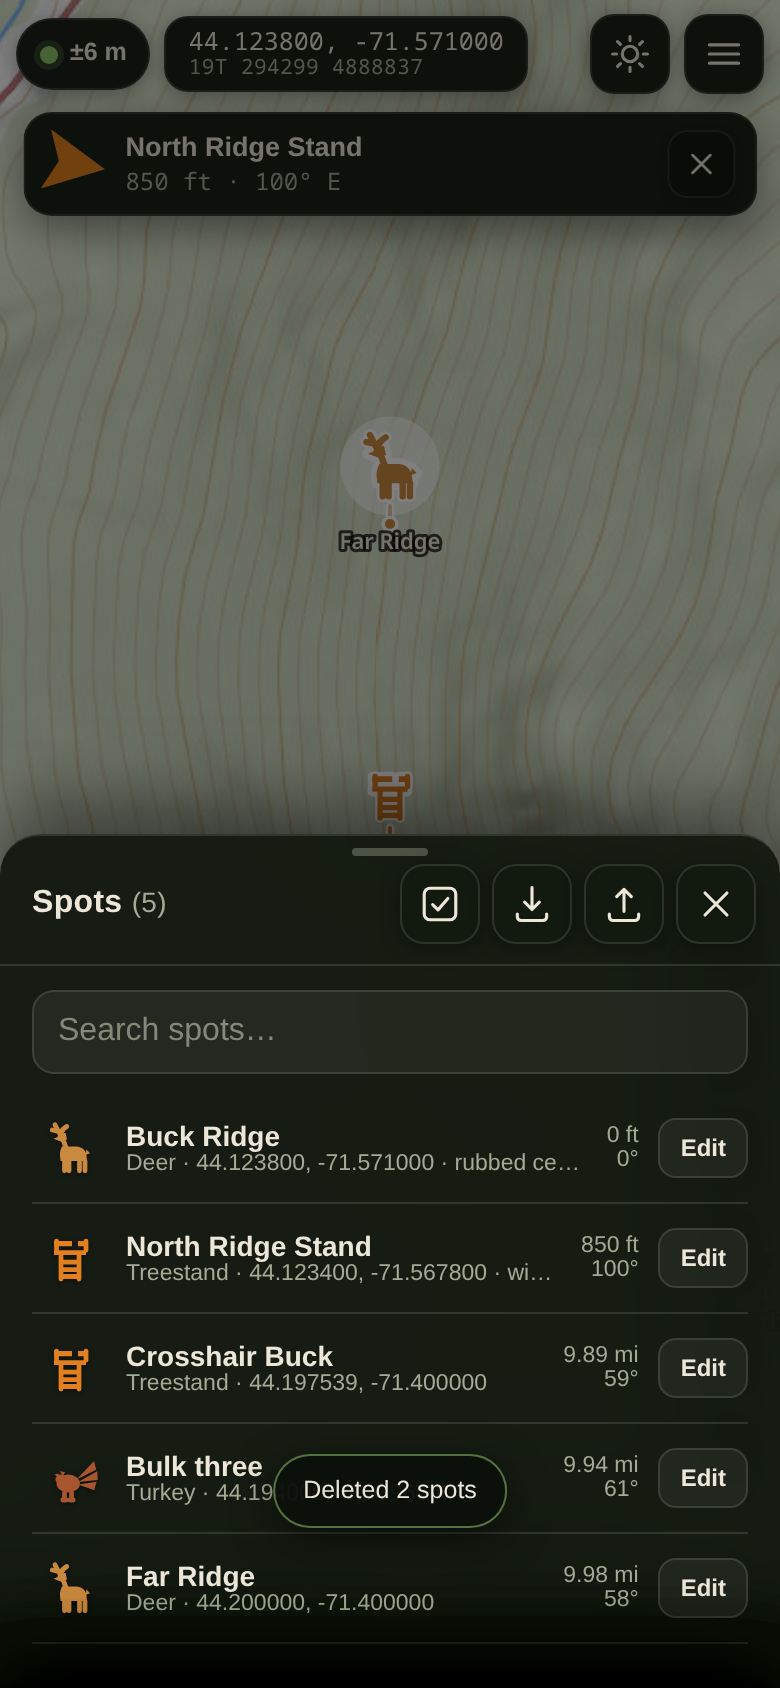 ±6 m
44.123800, -71.571000
19T 294299 4888837
North Ridge Stand
850 ft · 100° E
Far Ridge
Spots (5)
Search spots…
Buck Ridge
Deer · 44.123800, -71.571000 · rubbed ce…
0 ft
0°
Edit
North Ridge Stand
Treestand · 44.123400, -71.567800 · wi…
850 ft
100°
Edit
Crosshair Buck
Treestand · 44.197539, -71.400000
9.89 mi
59°
Edit
Bulk three
Turkey · 44.19
9.94 mi
61°
Edit
Deleted 2 spots
Far Ridge
Deer · 44.200000, -71.400000
9.98 mi
58°
Edit